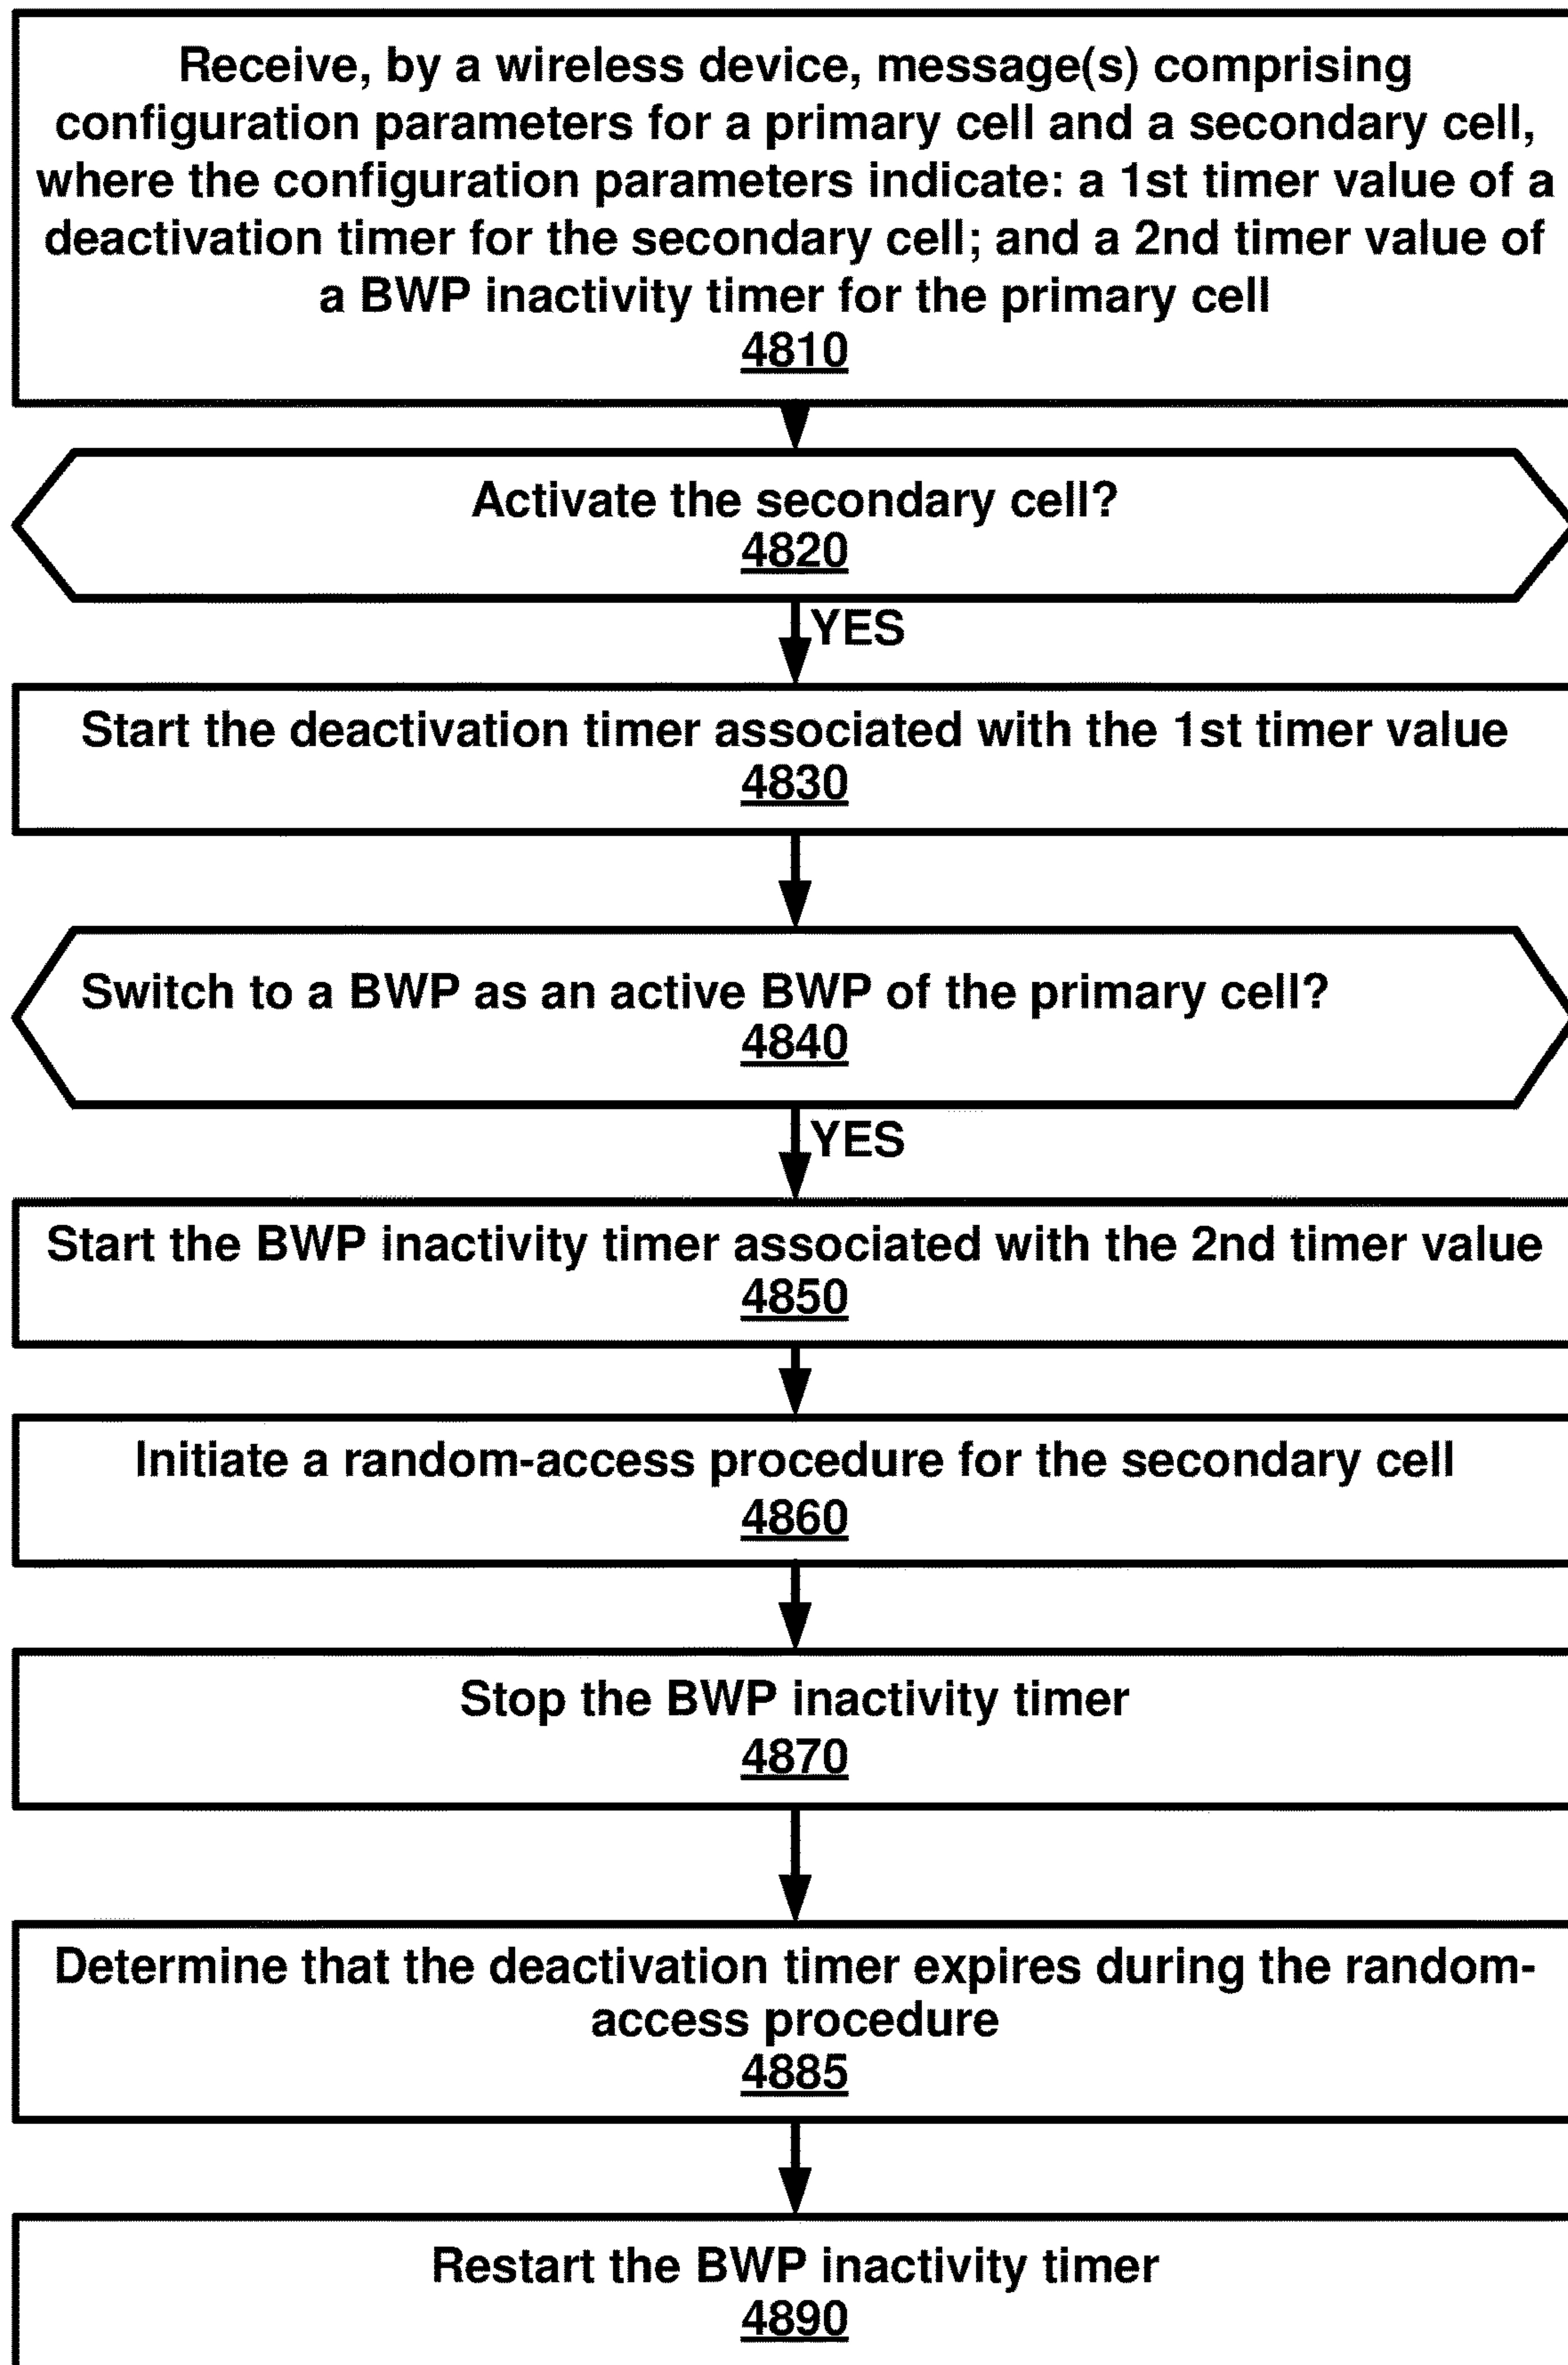 Receive, by a wireless device, message(s) comprising
configuration parameters for a primary cell and a secondary cell,
where the configuration parameters indicate: a 1st timer value of a
deactivation timer for the secondary cell; and a 2nd timer value of
a BWP inactivity timer for the primary cell
4810
Activate the secondary cell?
4820
YES
Start the deactivation timer associated with the 1st timer value
4830
Switch to a BWP as an active BWP of the primary cell?
4840
YES
Start the BWP inactivity timer associated with the 2nd timer value
4850
Initiate a random-access procedure for the secondary cell
4860
Stop the BWP inactivity timer
4870
Determine that the deactivation timer expires during the random-
access procedure
4885
Restart the BWP inactivity timer
4890